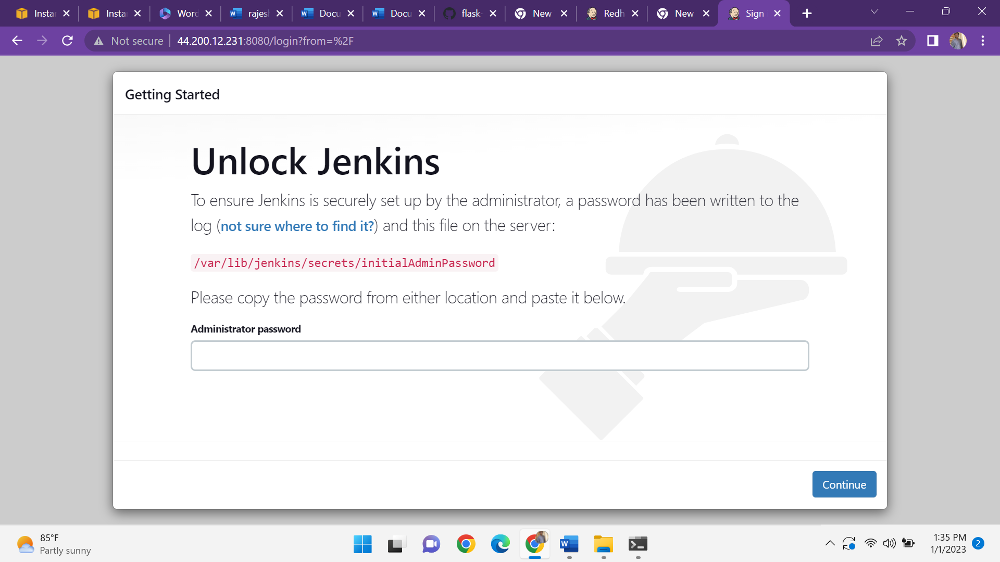 Instan
Instan
Word
rajesh
Docu
Docu
flask-
New
Redh
New
Sign
Not secure
44.200.12.231:8080/login?from=%2F
Getting Started
Unlock Jenkins
To ensure Jenkins is securely set up by the administrator, a password has been written to the
log (not sure where to find it?) and this file on the server:
/var/lib/jenkins/secrets/initialAdminPassword
Please copy the password from either location and paste it below.
Administrator password
Continue
85°F
Partly sunny
1:35 PM
1/1/2023
2